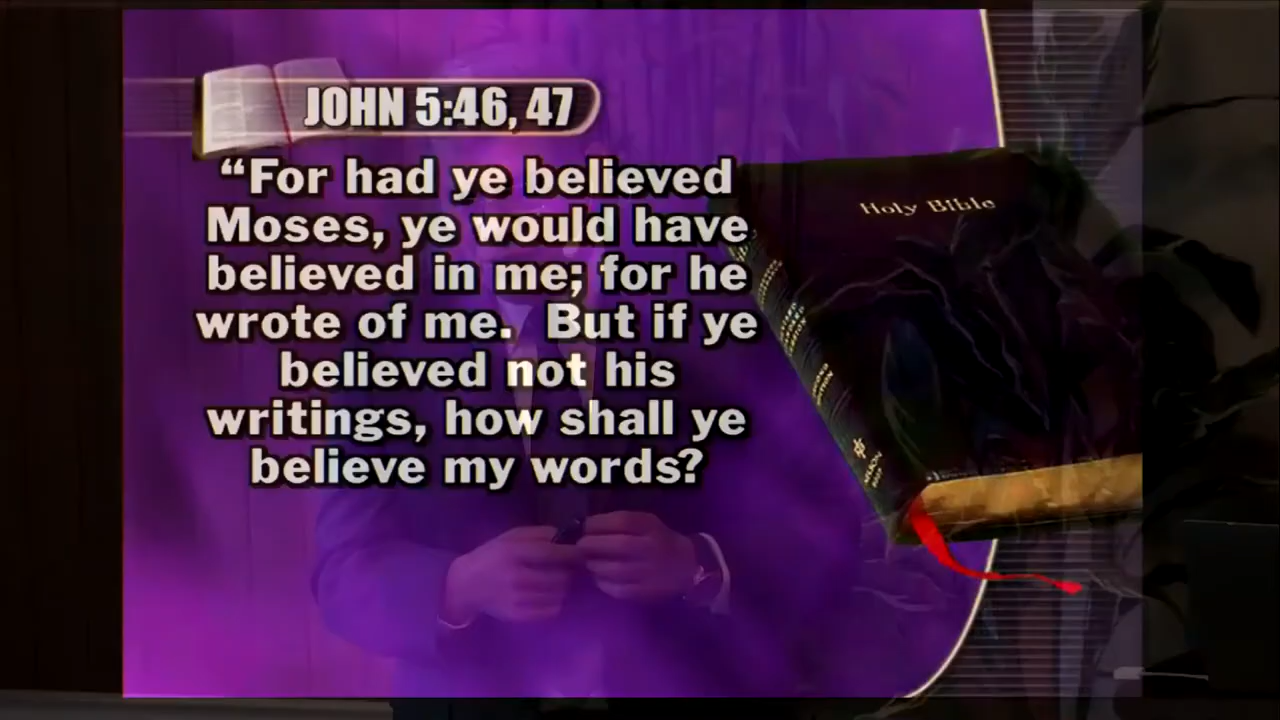 JOHN 5:46, 47
“For had ye believed
Moses, ye would have
believed in me; for he
wrote of me.  But if ye
believed not his
writings, how shall ye
believe my words?
Holy Bible